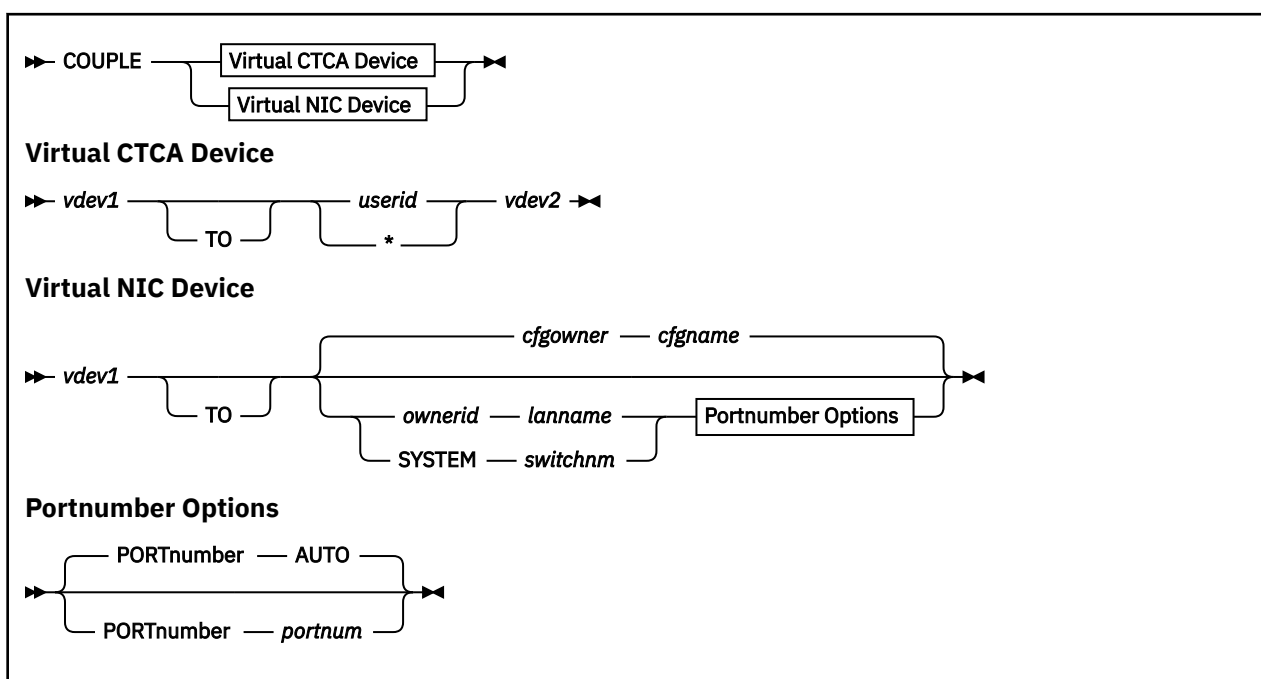 COUPLE Virtual CTCA Device
Virtual NIC Device
Virtual CTCA Device
vdev1 userid vdev2
TO *
Virtual NIC Device
cfgowner cfgname
vdev1
TO ownerid lanname Portnumber Options
SYSTEM switchnm
Portnumber Options
PORTnumber AUTO
PORTnumber portnum